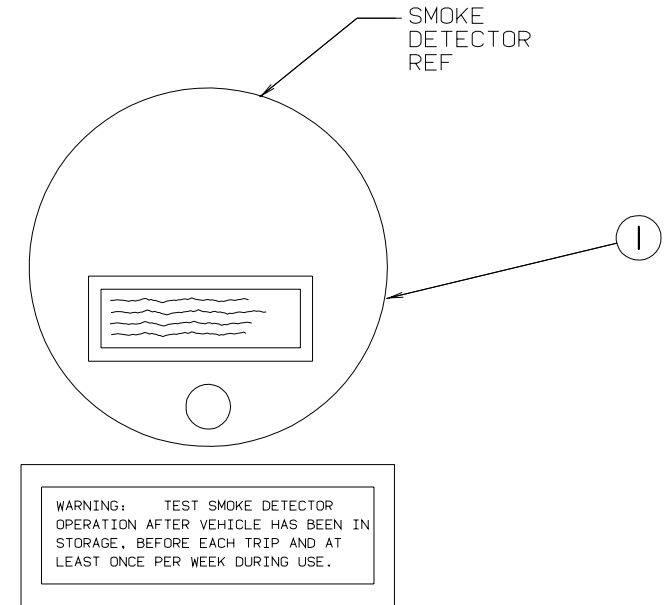 SMOKE
DETECTOR
REF
1
WARNING: TEST SMOKE DETECTOR
OPERATION AFTER VEHICLE HAS BEEN IN
STORAGE, BEFORE EACH TRIP AND AT
LEAST ONCE PER WEEK DURING USE.